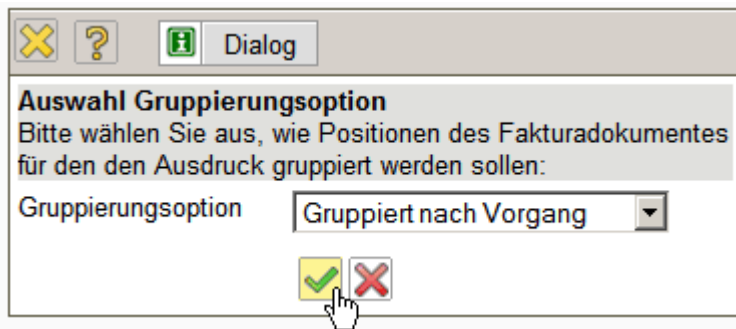 Dialog
Auswahl Gruppierungsoption
Bitte wählen Sie aus, wie Positionen des Fakturadokumentes
für den den Ausdruck gruppiert werden sollen:
Gruppierungsoption Gruppiert nach Vorgang